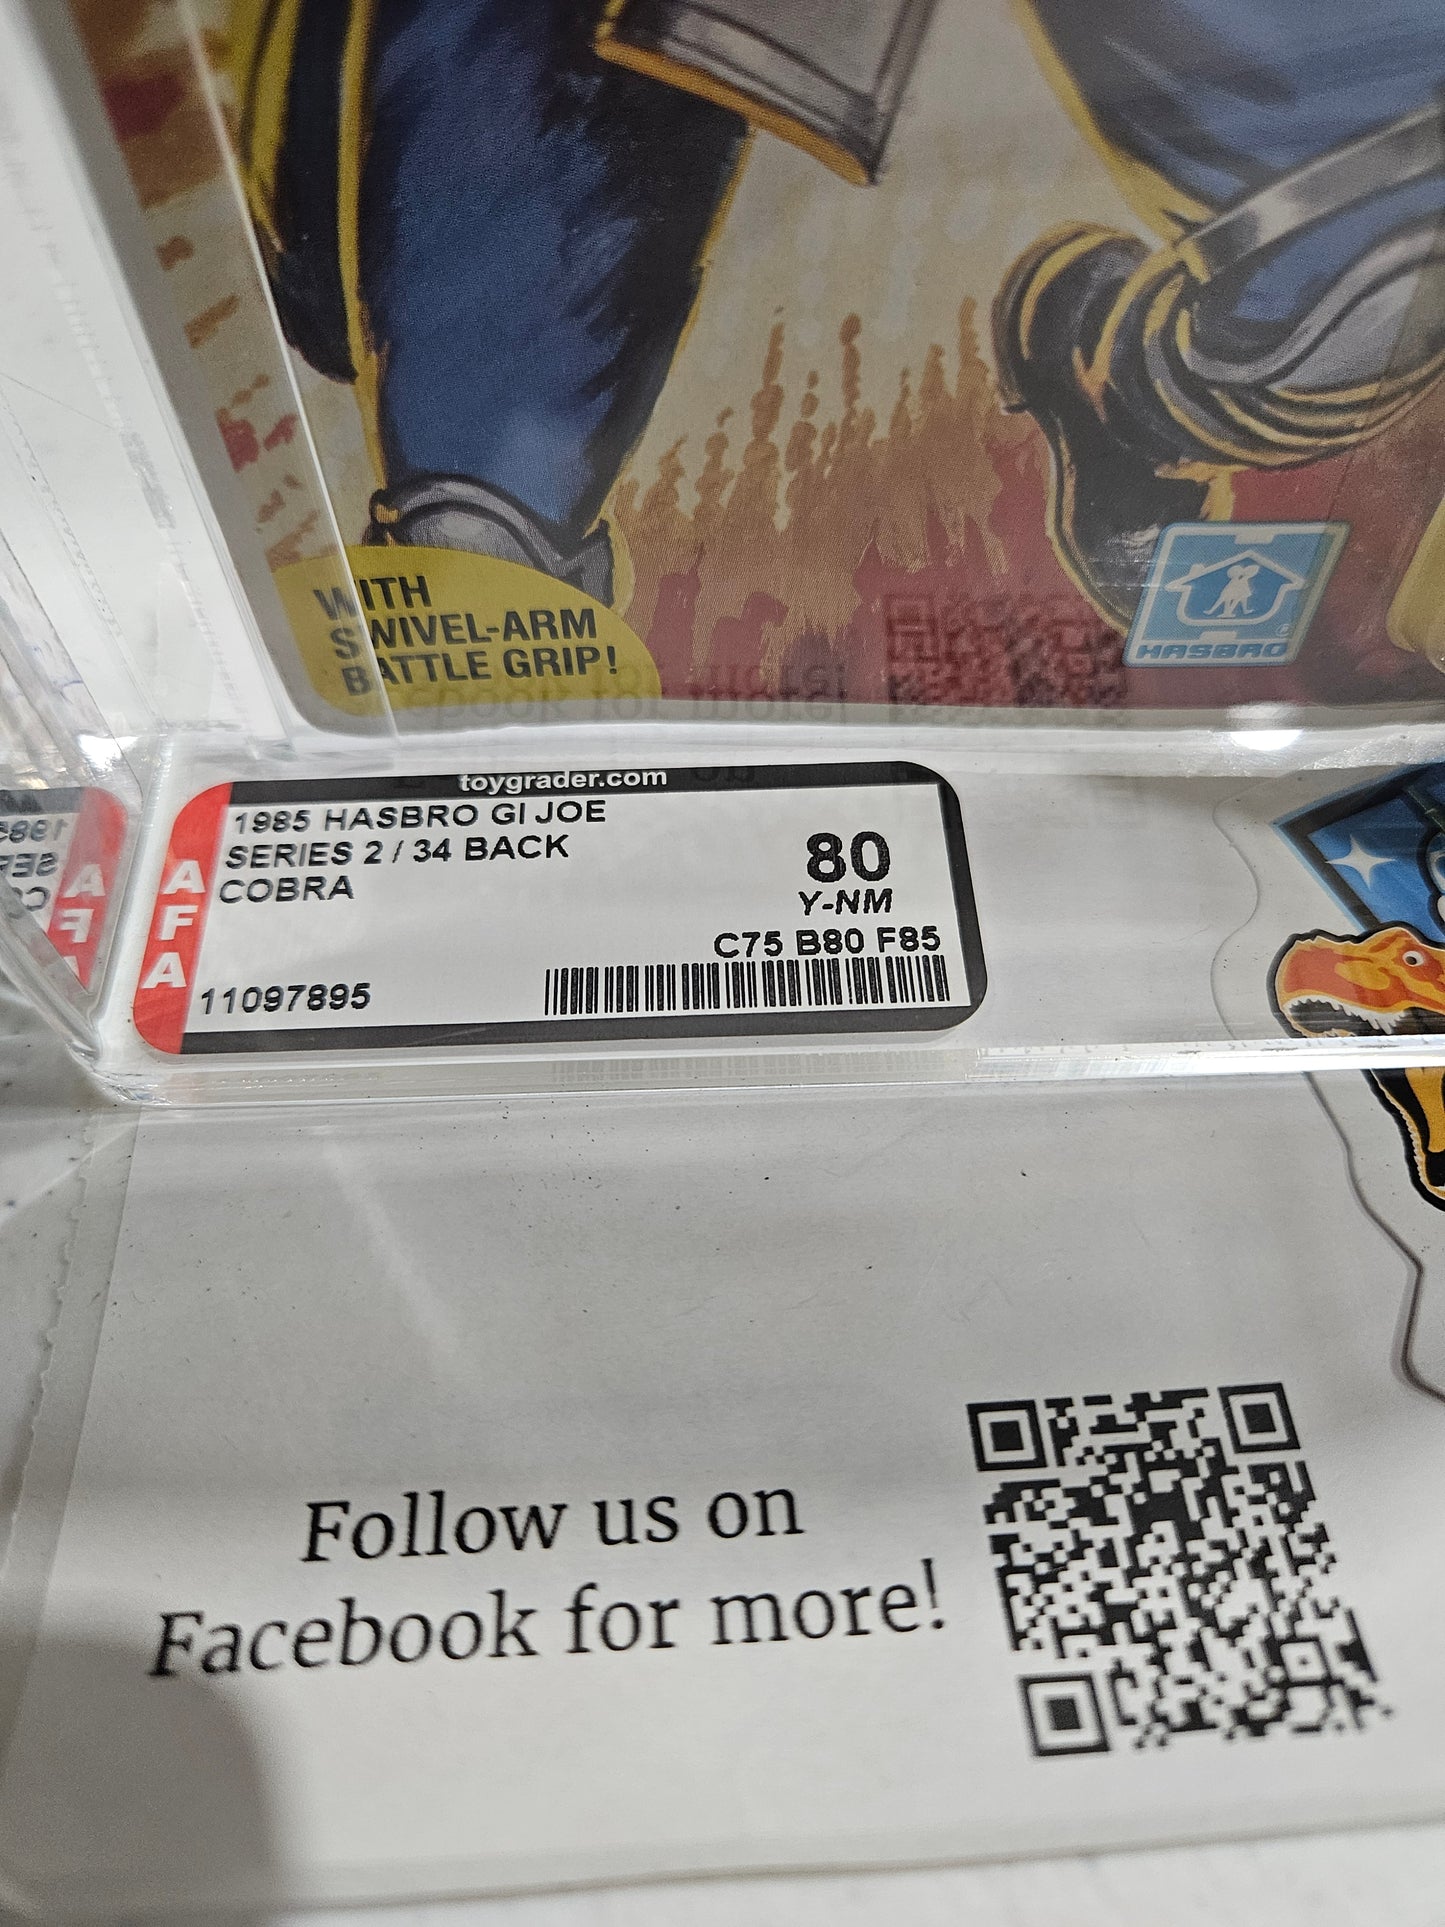 WITH
SWIVEL-ARM
BATTLE GRIP!
HASBRO
toygrader.com
1985 HASBRO GI JOE
SERIES 2 / 34 BACK
COBRA
80
Y-NM
C75 B80 F85
AFA
11097895
Follow us on
Facebook for more!